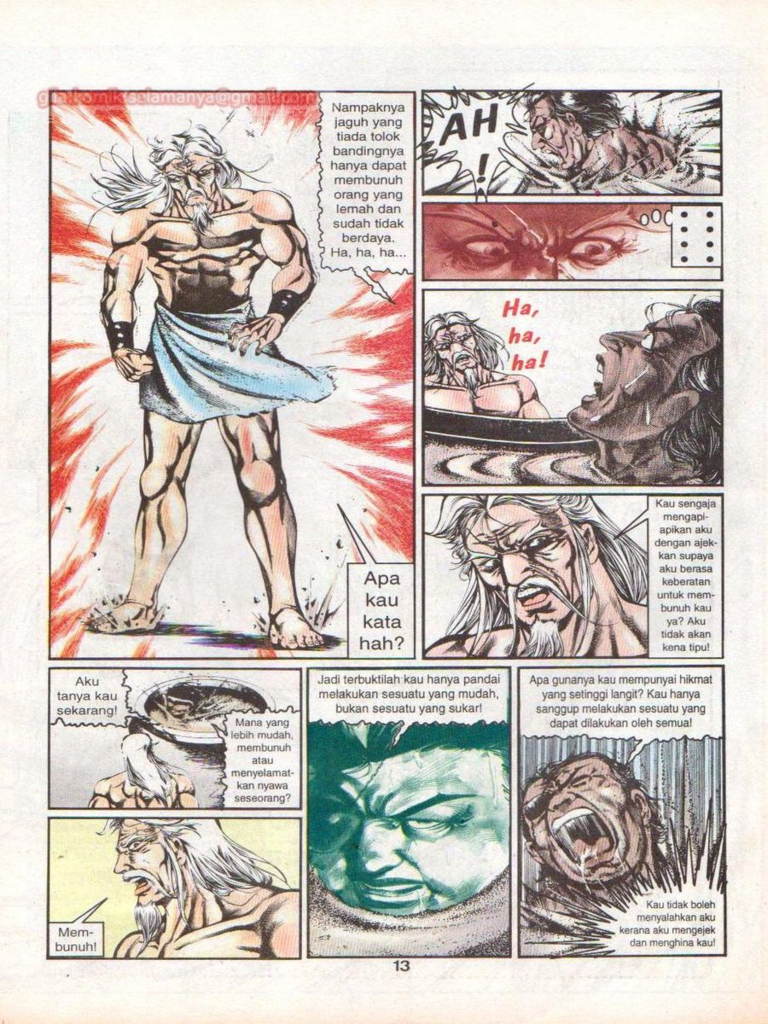 gila.komik.selamanya@gmail.com
Nampaknya
jaguh yang
tiada tolok
bandingnya
hanya dapat
membunuh
orang yang
lemah dan
sudah tidak
berdaya.
Ha, ha, ha...
Apa
kau
kata
hah?
AH
!
Ha,
ha,
ha!
Kau sengaja
mengapi-
apikan aku
dengan ajek-
kan supaya
aku berasa
keberatan
untuk mem-
bunuh kau
ya? Aku
tidak akan
kena tipu!
Aku
tanya kau
sekarang!
Mana yang
lebih mudah,
membunuh
atau
menyelamat-
kan nyawa
seseorang?
Mem-
bunuh!
Jadi terbuktilah kau hanya pandai
melakukan sesuatu yang mudah,
bukan sesuatu yang sukar!
Apa gunanya kau mempunyai hikmat
yang setinggi langit? Kau hanya
sanggup melakukan sesuatu yang
dapat dilakukan oleh semua!
Kau tidak boleh
menyalahkan aku
kerana aku mengejek
dan menghina kau!
13